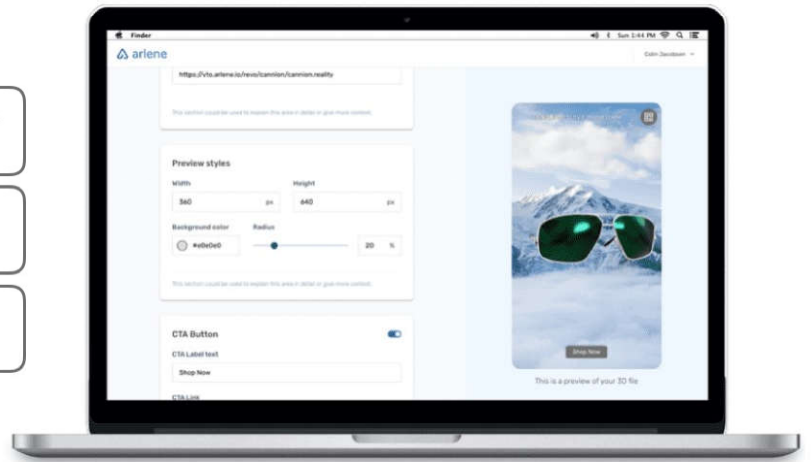 Finder
Sun 1:44 PM
arlene
Colin Davidson
https://vto.arlene.io/revo/cannion/cannion.reality
This section could be used to explain this area in detail or give more context.
Preview styles
Width
Height
360
px
640
px
Background color
Radius
#e0e0e0
20
%
This section could be used to explain this area in detail or give more context.
CTA Button
CTA Label text
Shop Now
CTA Link
Shop Now
This is a preview of your 3D file